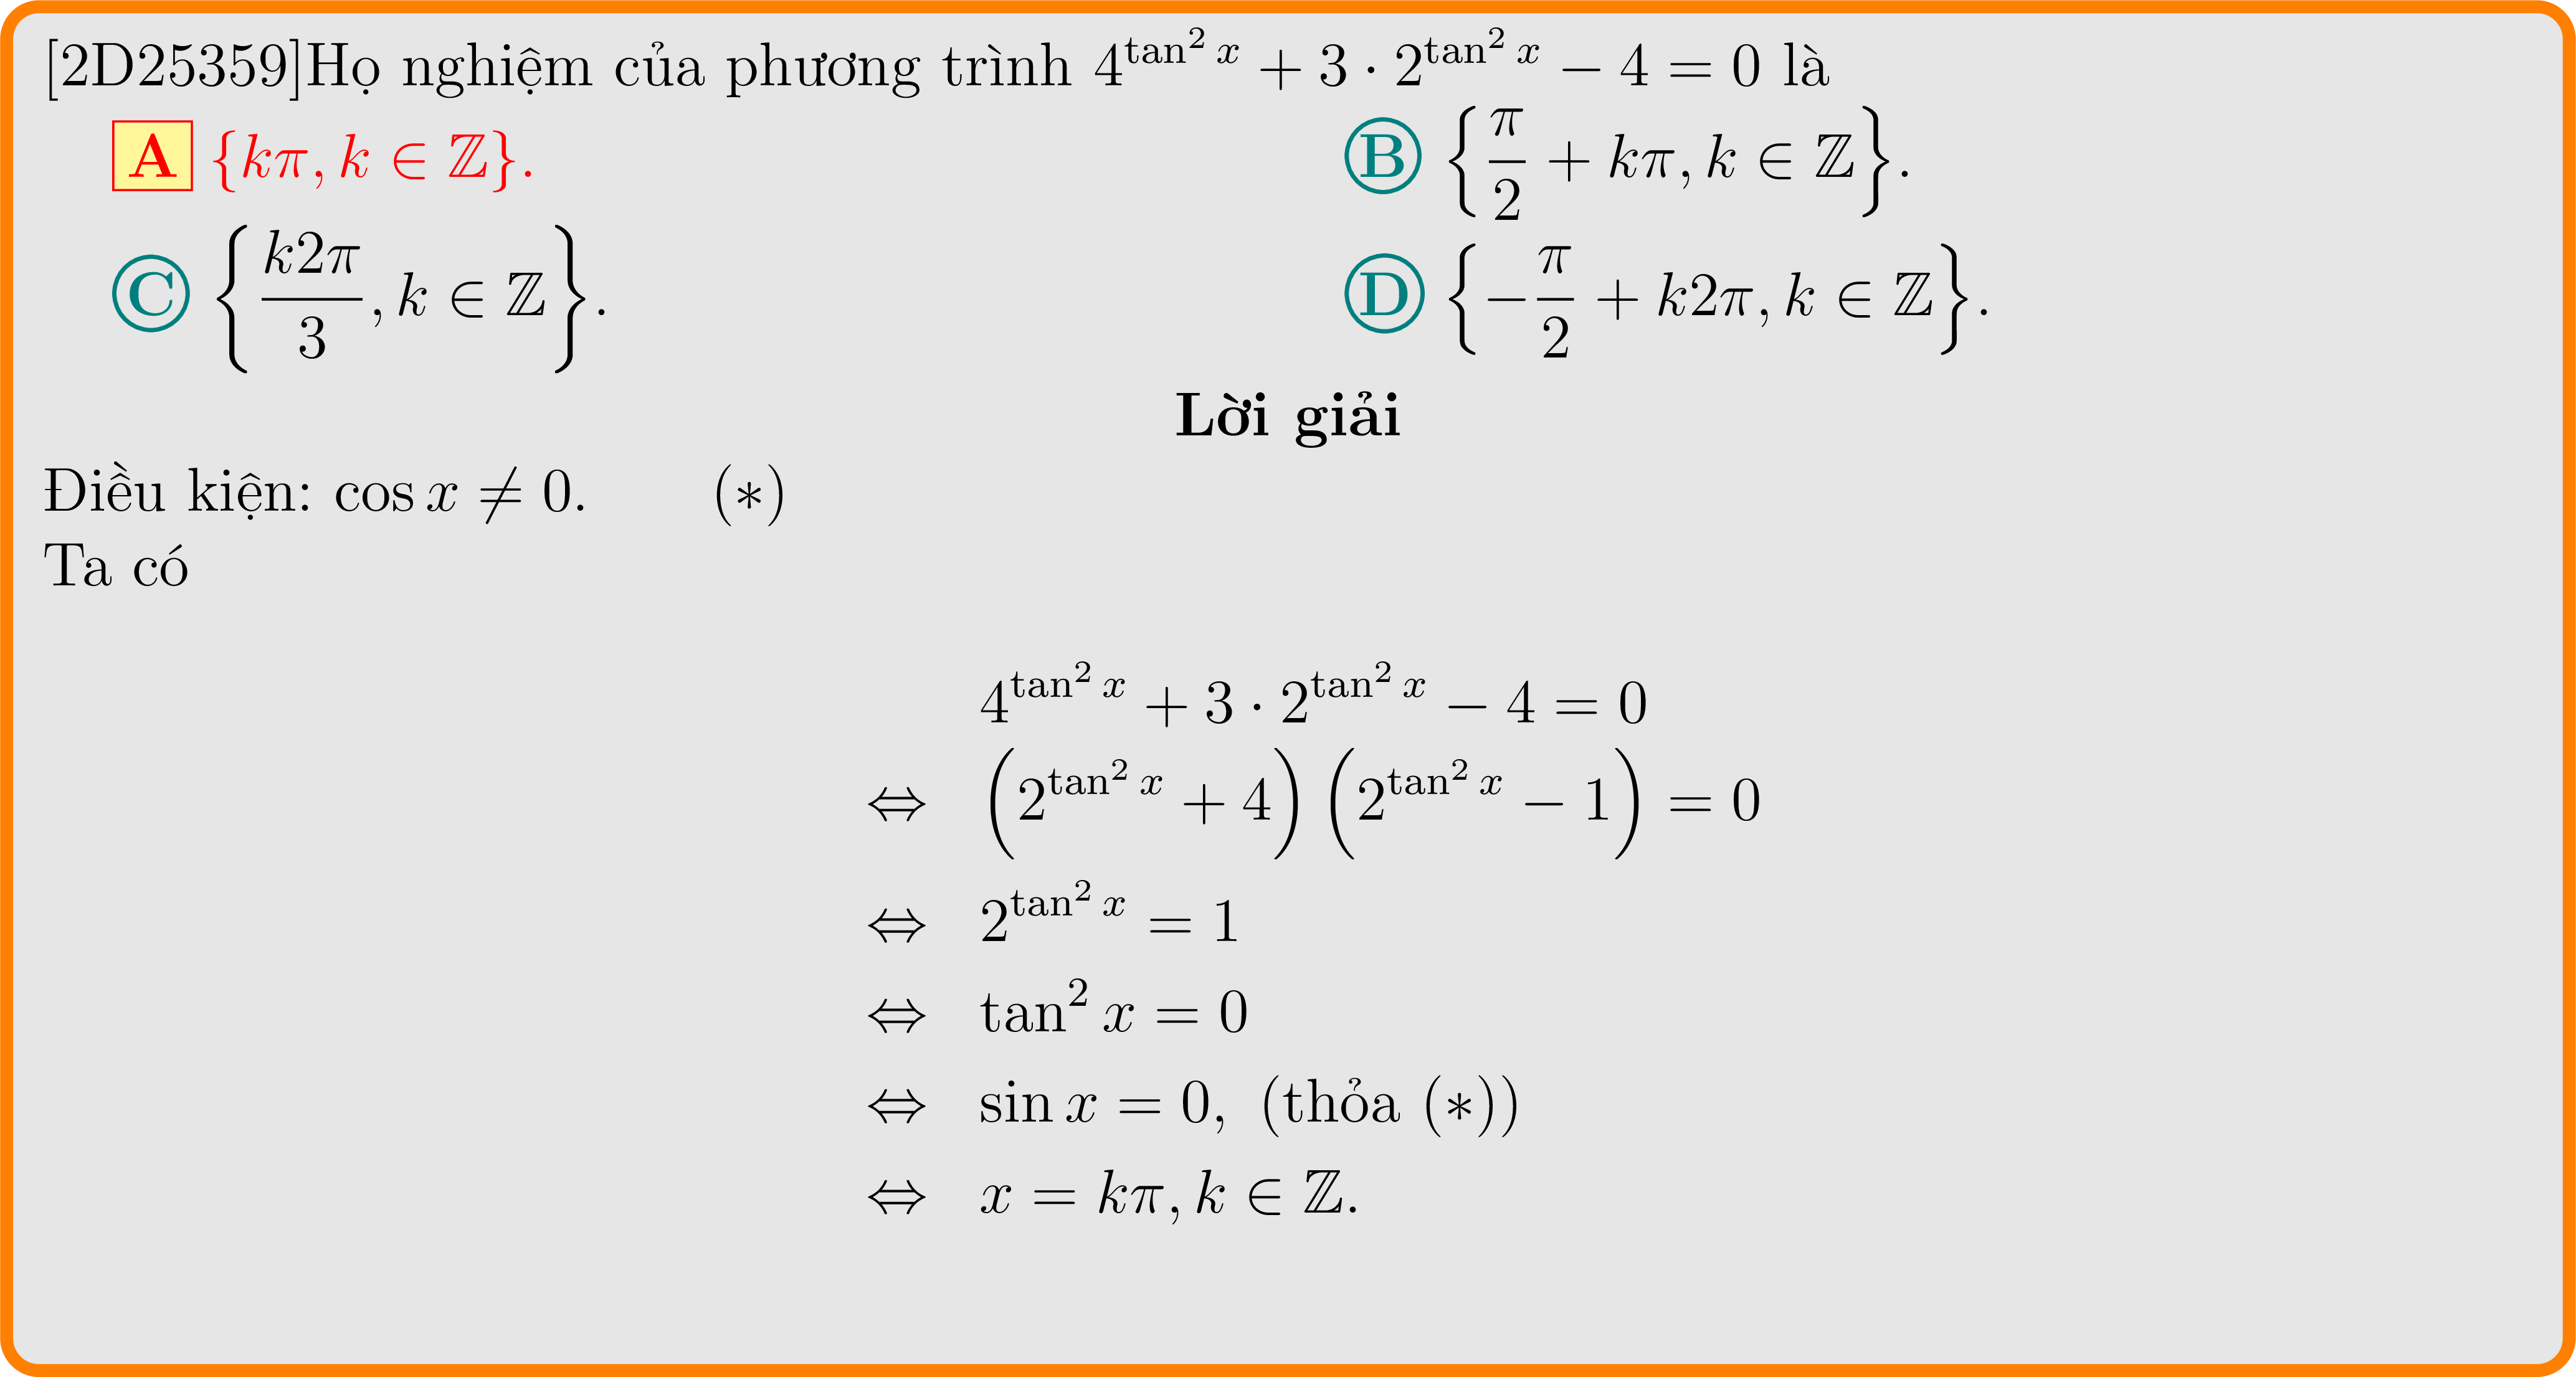 [2D25359]Họ nghiệm của phương trình $4^{\tan^2 x} + 3 \cdot 2^{\tan^2 x} - 4 = 0$ là
A $\{k\pi, k \in \mathbb{Z}\}$. B $\left\{\frac{\pi}{2} + k\pi, k \in \mathbb{Z}\right\}$.
C $\left\{\frac{k2\pi}{3}, k \in \mathbb{Z}\right\}$. D $\left\{-\frac{\pi}{2} + k2\pi, k \in \mathbb{Z}\right\}$.
Lời giải
Điều kiện: $\cos x \neq 0$. (∗)
Ta có
$4^{\tan^2 x} + 3 \cdot 2^{\tan^2 x} - 4 = 0$
$\Leftrightarrow \left(2^{\tan^2 x} + 4\right)\left(2^{\tan^2 x} - 1\right) = 0$
$\Leftrightarrow 2^{\tan^2 x} = 1$
$\Leftrightarrow \tan^2 x = 0$
$\Leftrightarrow \sin x = 0$, (thỏa (∗))
$\Leftrightarrow x = k\pi, k \in \mathbb{Z}$.